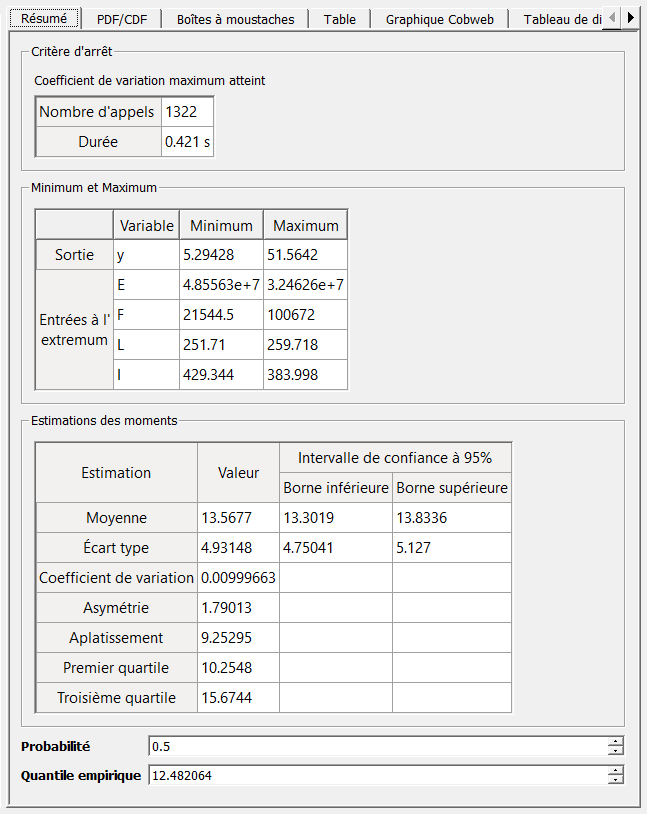 Résumé PDF/CDF Boîtes à moustaches Table Graphique Cobweb Tableau de di
Critère d'arrêt
Coefficient de variation maximum atteint
Nombre d'appels 1322
Durée 0.421 s
Minimum et Maximum
Variable Minimum Maximum
Sortie y 5.29428 51.5642
Entrées à l'
extremum
E 4.85563e+7 3.24626e+7
F 21544.5 100672
L 251.71 259.718
I 429.344 383.998
Estimations des moments
Estimation Valeur Intervalle de confiance à 95%
Borne inférieure Borne supérieure
Moyenne 13.5677 13.3019 13.8336
Écart type 4.93148 4.75041 5.127
Coefficient de variation 0.00999663
Asymétrie 1.79013
Aplatissement 9.25295
Premier quartile 10.2548
Troisième quartile 15.6744
Probabilité 0.5
Quantile empirique 12.482064